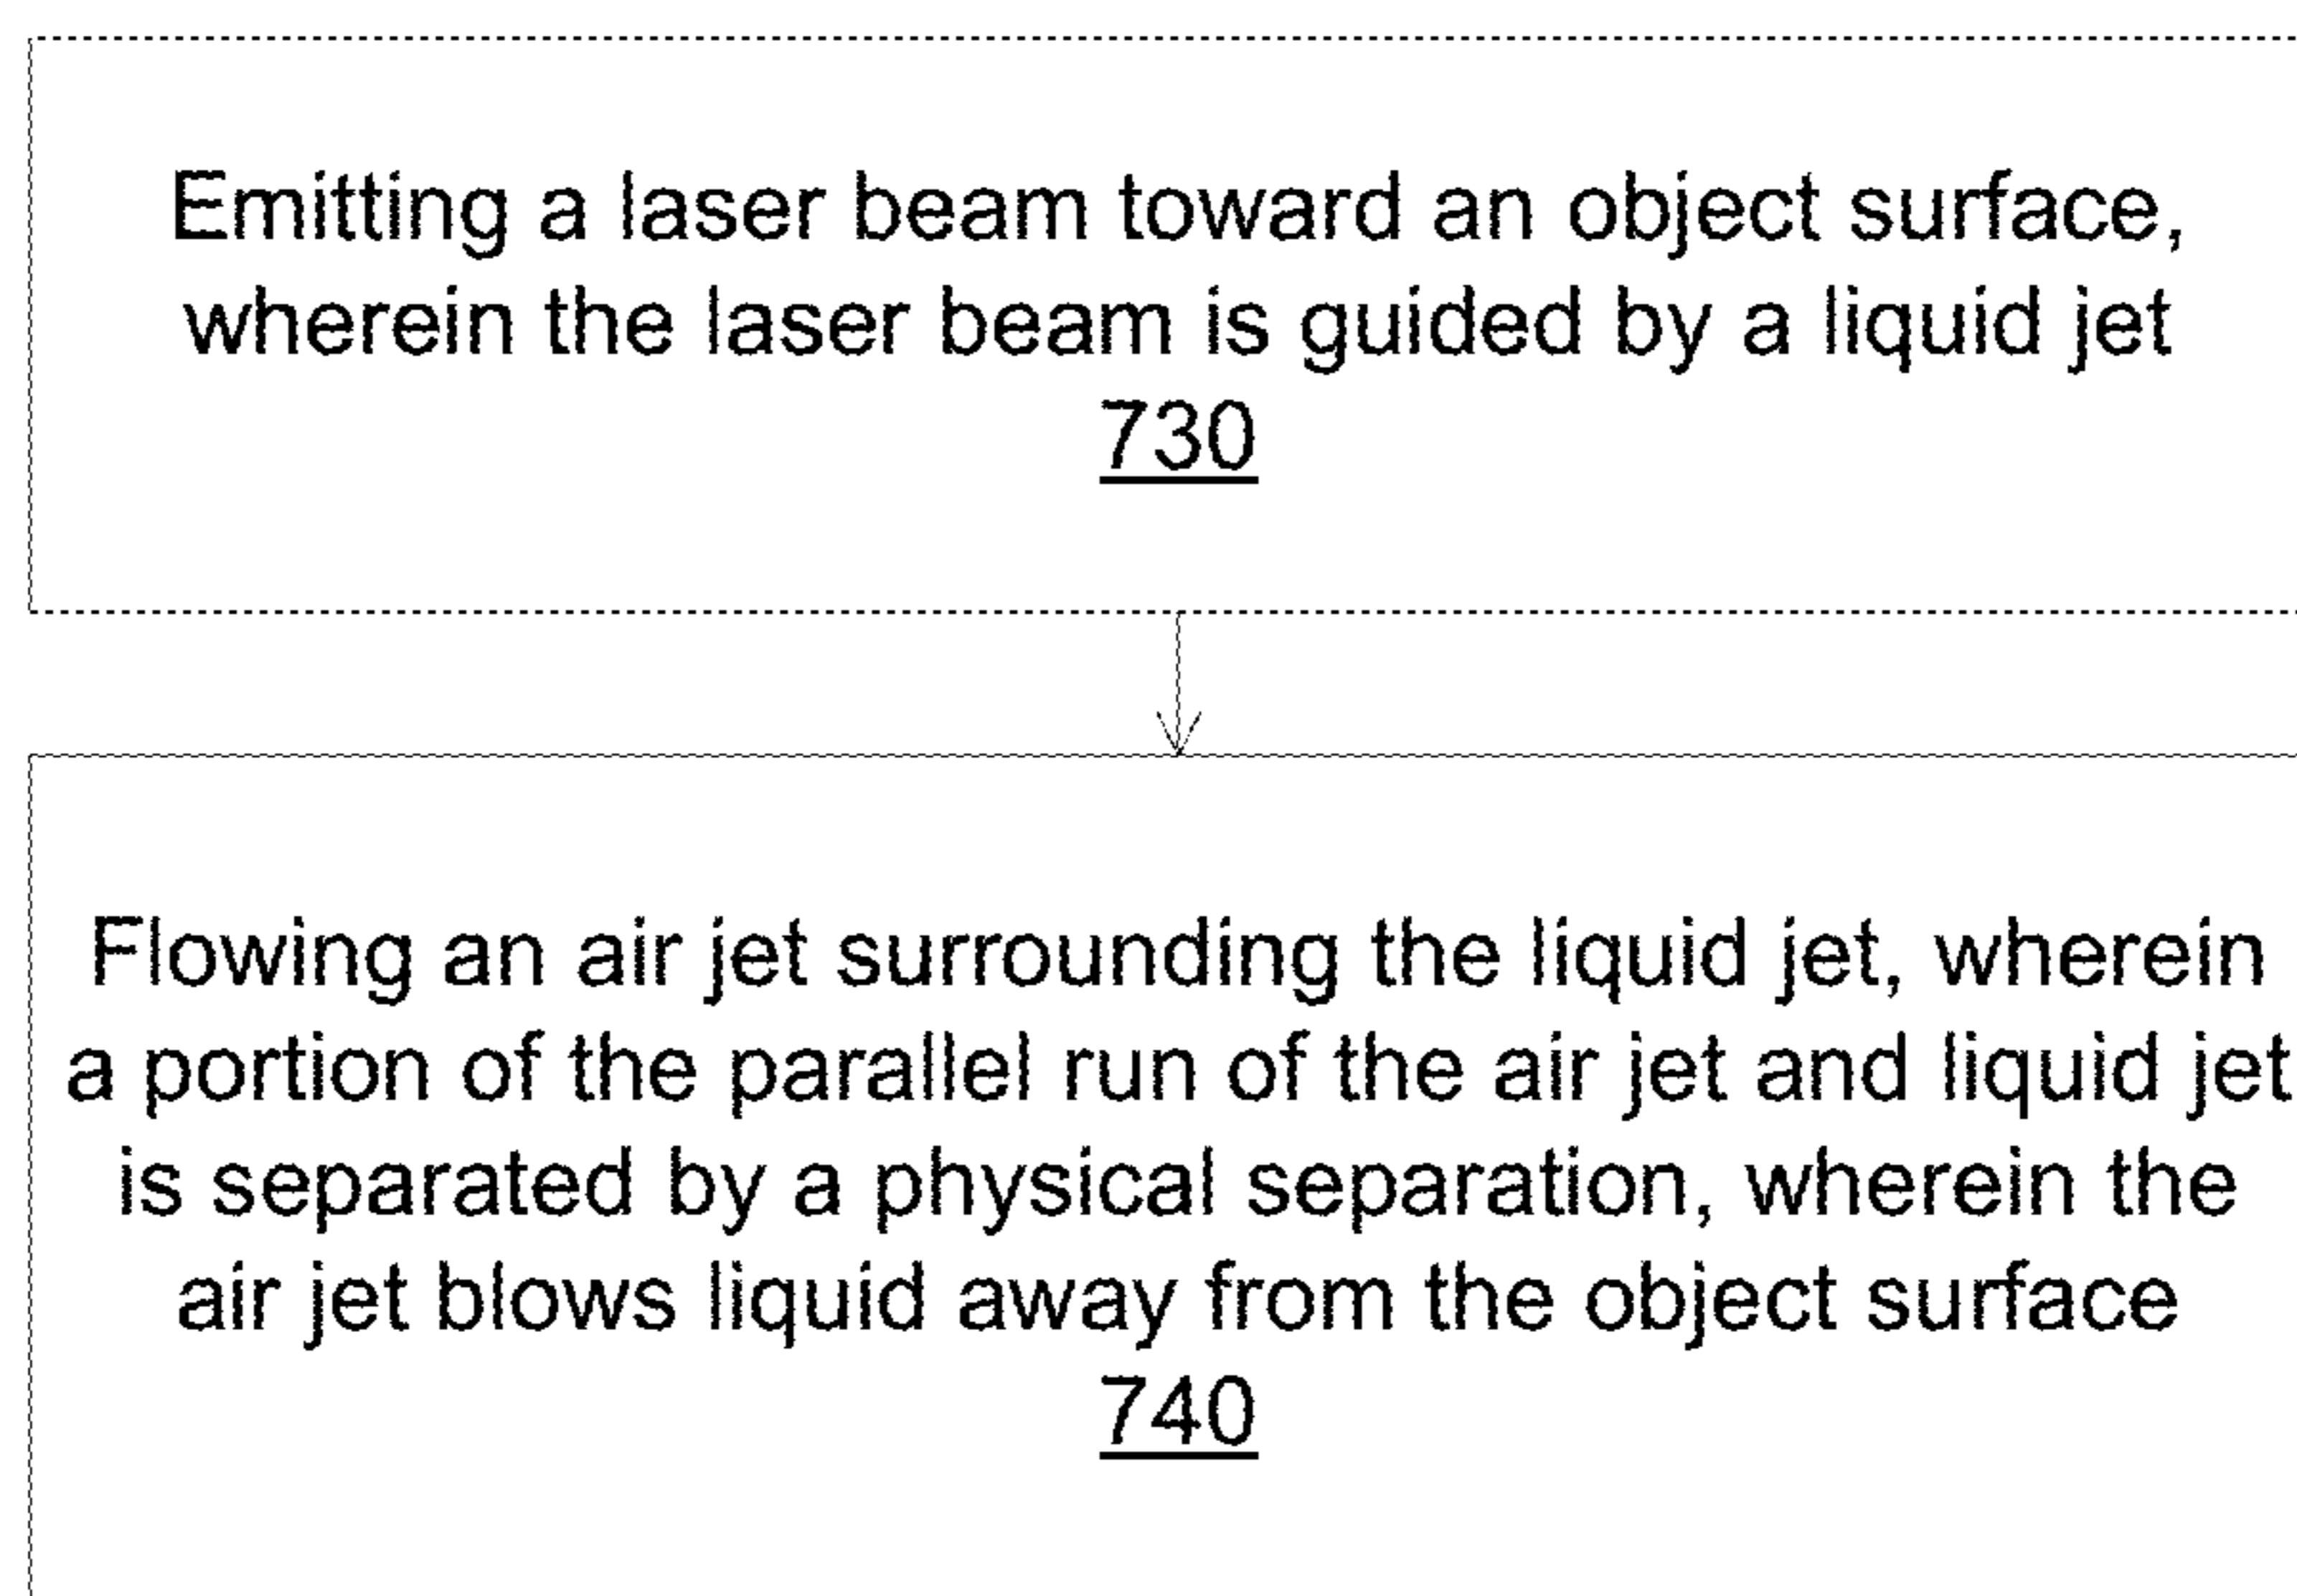 Emitting a laser beam toward an object surface,
wherein the laser beam is guided by a liquid jet
730
Flowing an air jet surrounding the liquid jet, wherein
a portion of the parallel run of the air jet and liquid jet
is separated by a physical separation, wherein the
air jet blows liquid away from the object surface
740